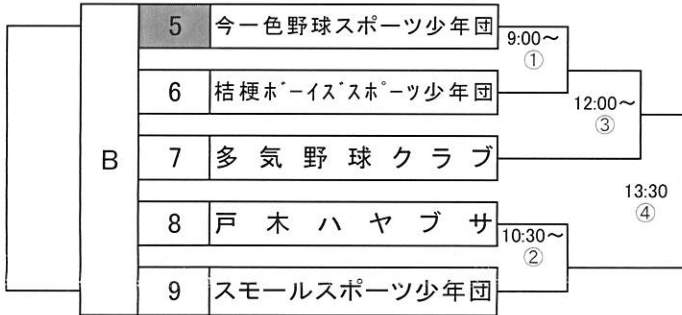 5 今一色野球スポーツ少年団
9:00～
①
6 桔梗ボーイズスポーツ少年団
12:00～
③
B
7 多気野球クラブ
13:30
④
8 戸木ハヤブサ
10:30～
②
9 スモールスポーツ少年団